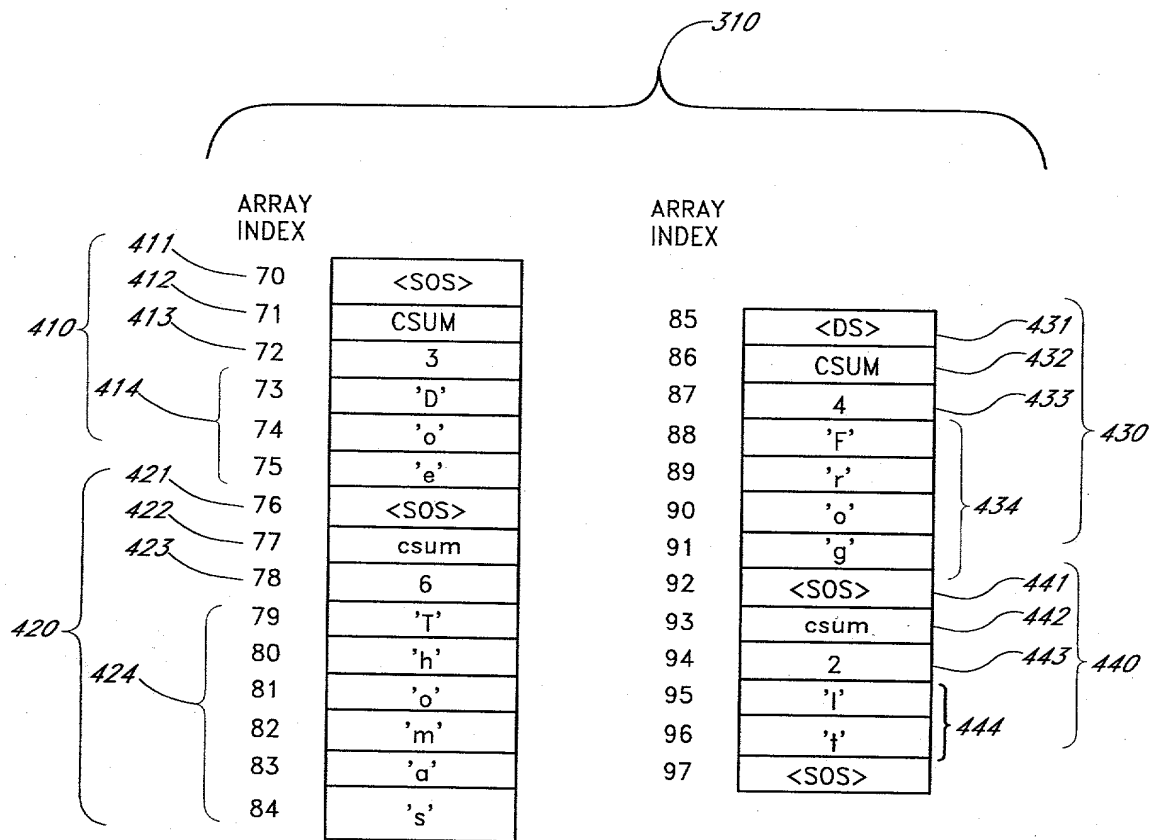 310
ARRAY INDEX
410
411 70 <SOS>
412 71 CSUM
413 72 3
414
73 'D'
74 'o'
75 'e'
420
421 76 <SOS>
422 77 csum
423 78 6
424
79 'T'
80 'h'
81 'o'
82 'm'
83 'a'
84 's'
ARRAY INDEX
85 <DS> 431
86 CSUM 432
87 4 433
88 'F'
89 'r'
90 'o'
91 'g'
434
430
92 <SOS> 441
93 csum 442
94 2 443
95 'I'
96 't'
444
440
97 <SOS>